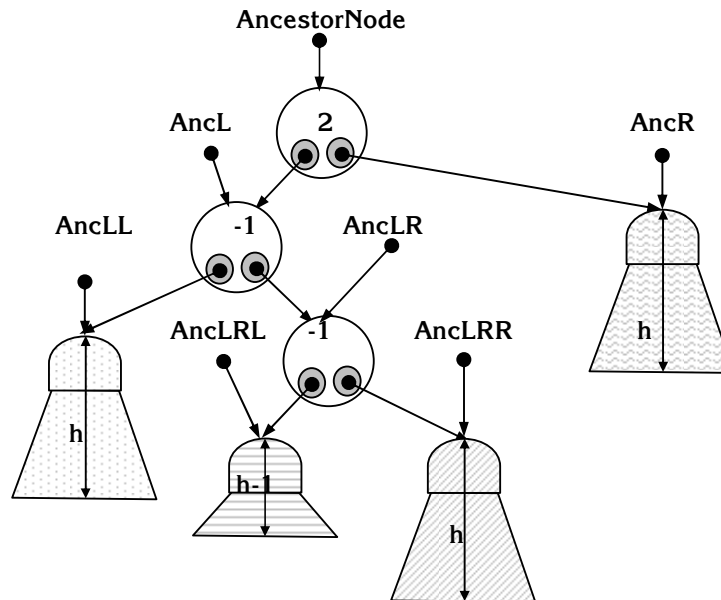 AncestorNode
2
AncL
AncR
-1
AncLL
AncLR
-1
AncLRL
AncLRR
h
h
h-1
h